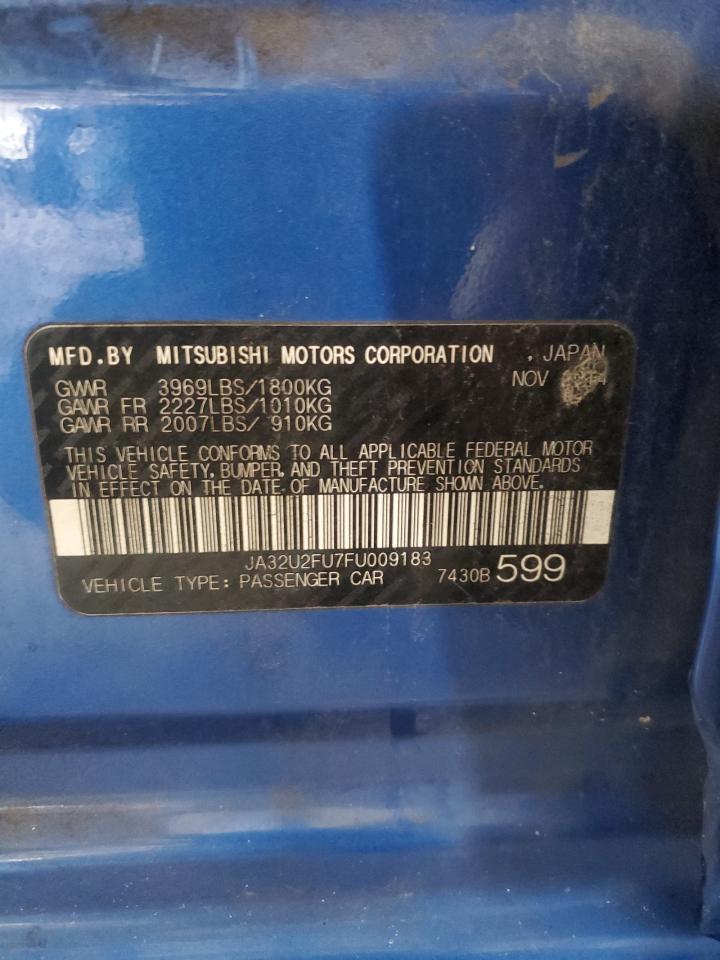 MFD.BY MITSUBISHI MOTORS CORPORATION . JAPAN
NOV
GVWR 3969LBS/1800KG
GAWR FR 2227LBS/1010KG
GAWR RR 2007LBS/ 910KG
THIS VEHICLE CONFORMS TO ALL APPLICABLE FEDERAL MOTOR
VEHICLE SAFETY, BUMPER, AND THEFT PREVENTION STANDARDS
IN EFFECT ON THE DATE OF MANUFACTURE SHOWN ABOVE.
JA32U2FU7FU009183
VEHICLE TYPE: PASSENGER CAR 7430B 599